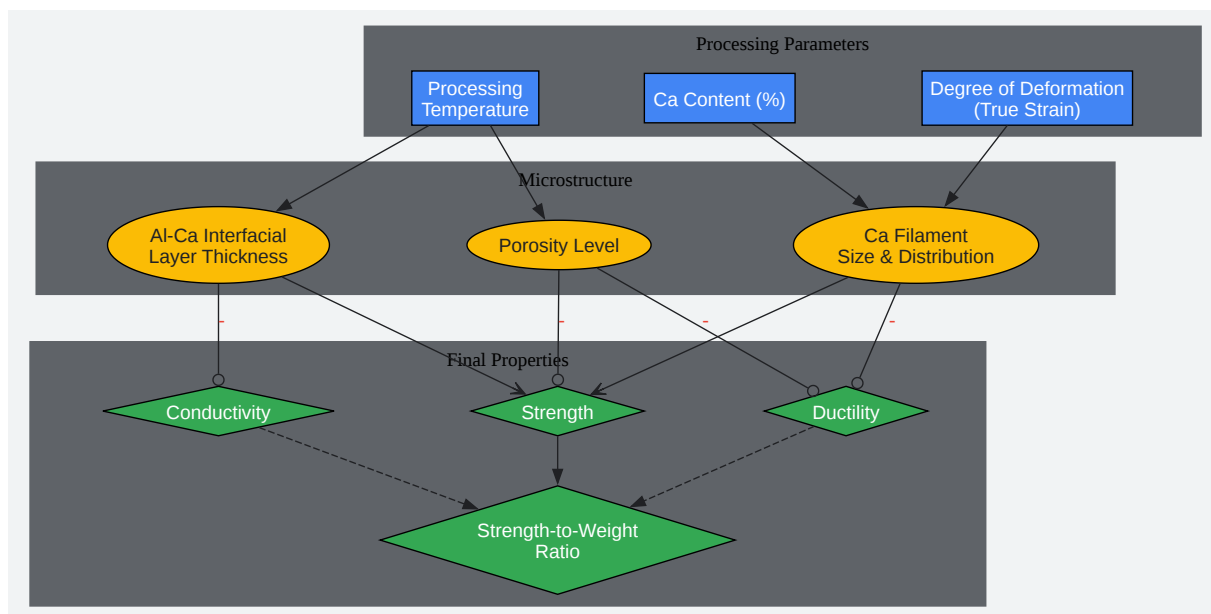 Processing Parameters
Processing
Temperature
Ca Content (%)
Degree of Deformation
(True Strain)
Microstructure
Al-Ca Interfacial
Layer Thickness
Porosity Level
Ca Filament
Size & Distribution
-
-
-
-
Final Properties
Conductivity
Strength
Ductility
Strength-to-Weight
Ratio